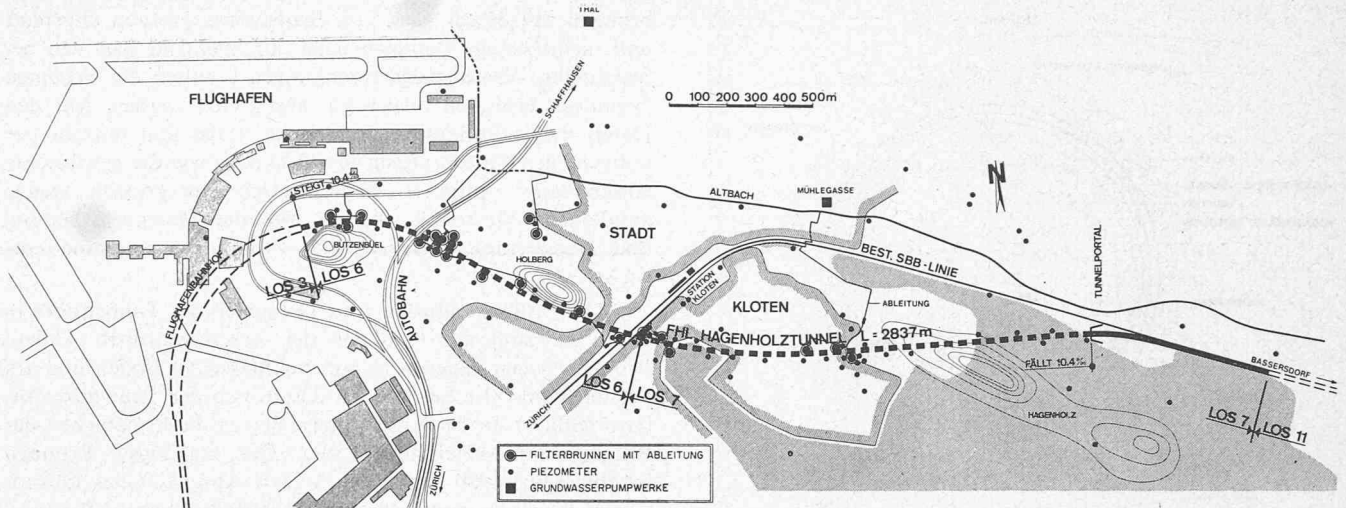 THAL
FLUGHAFEN
SCHAFFHAUSEN
0 100 200 300 400 500m
N
STEIGT 10.4 ‰
ALTBACH
MÜHLEGASSE
BUTZENBÜEL
HOLBERG
STADT
BEST. SBB-LINIE
TUNNELPORTAL
FLUGHAFENBAHNHOF
LOS 3
LOS 6
AUTOBAHN
STATION KLOTEN
KLOTEN
ABLEITUNG
FHL HAGENHOLZTUNNEL L = 2837m
FÄLLT 10.4 ‰
BASSERSDORF
LOS 6
LOS 7
ZÜRICH
HAGENHOLZ
LOS 7
LOS 11
ZÜRICH
FILTERBRUNNEN MIT ABLEITUNG
PIEZOMETER
GRUNDWASSERPUMPWERKE